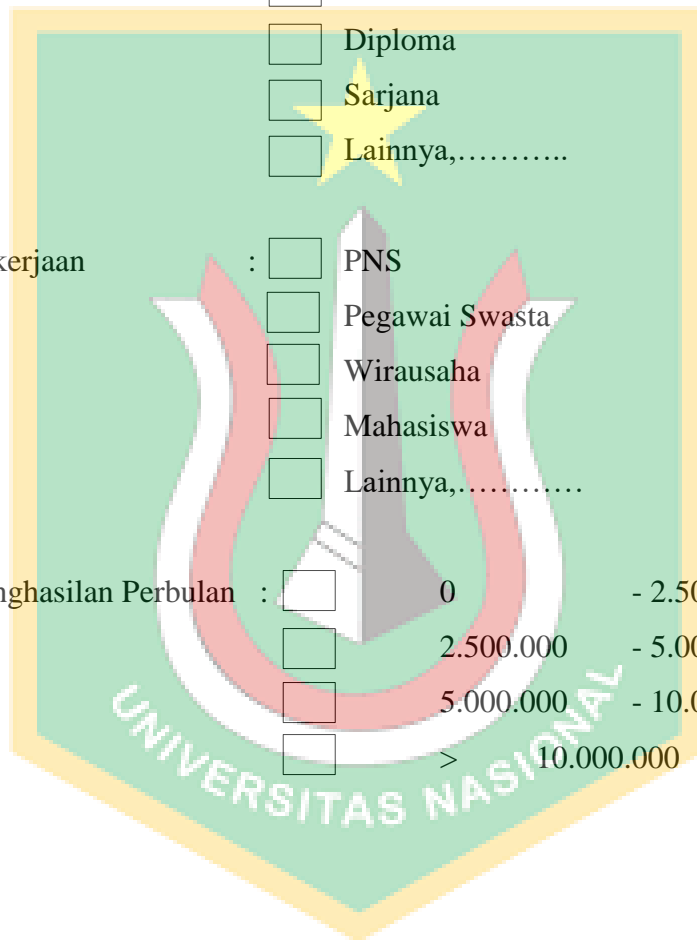 Diploma
Sarjana
Lainnya,………..
kerjaan : PNS
Pegawai Swasta
Wirausaha
Mahasiswa
Lainnya,…………
nghasilan Perbulan : 0 - 2.50
2.500.000 - 5.00
5.000.000 - 10.0
> 10.000.000
UNIVERSITAS NASIONAL